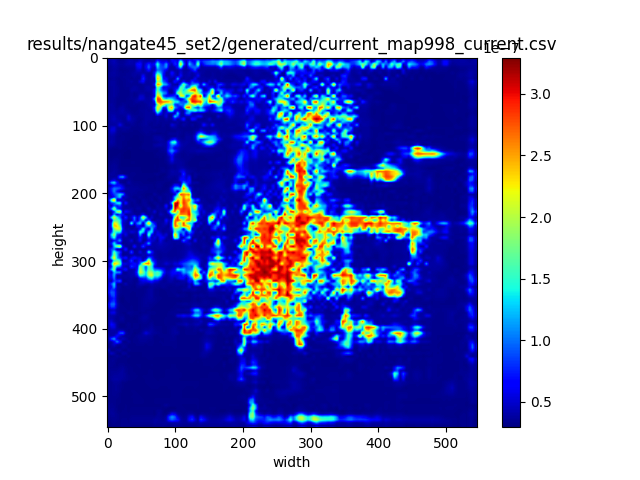 results/nangate45_set2/generated/current_map998_current.csv
1e−7
0
100
200
300
400
500
height
0 100 200 300 400 500
width
3.0
2.5
2.0
1.5
1.0
0.5